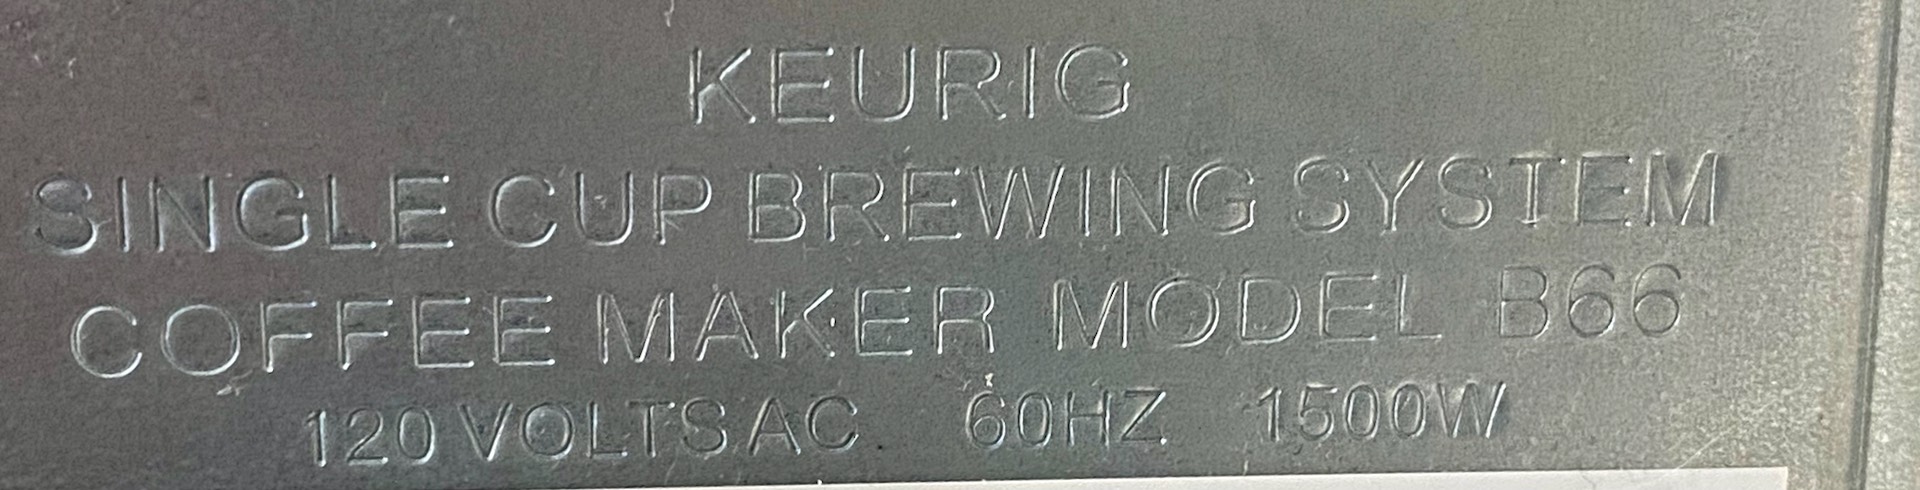 KEURIG
SINGLE CUP BREWING SYSTEM
COFFEE MAKER MODEL B66
120 VOLTS AC 60HZ 1500W